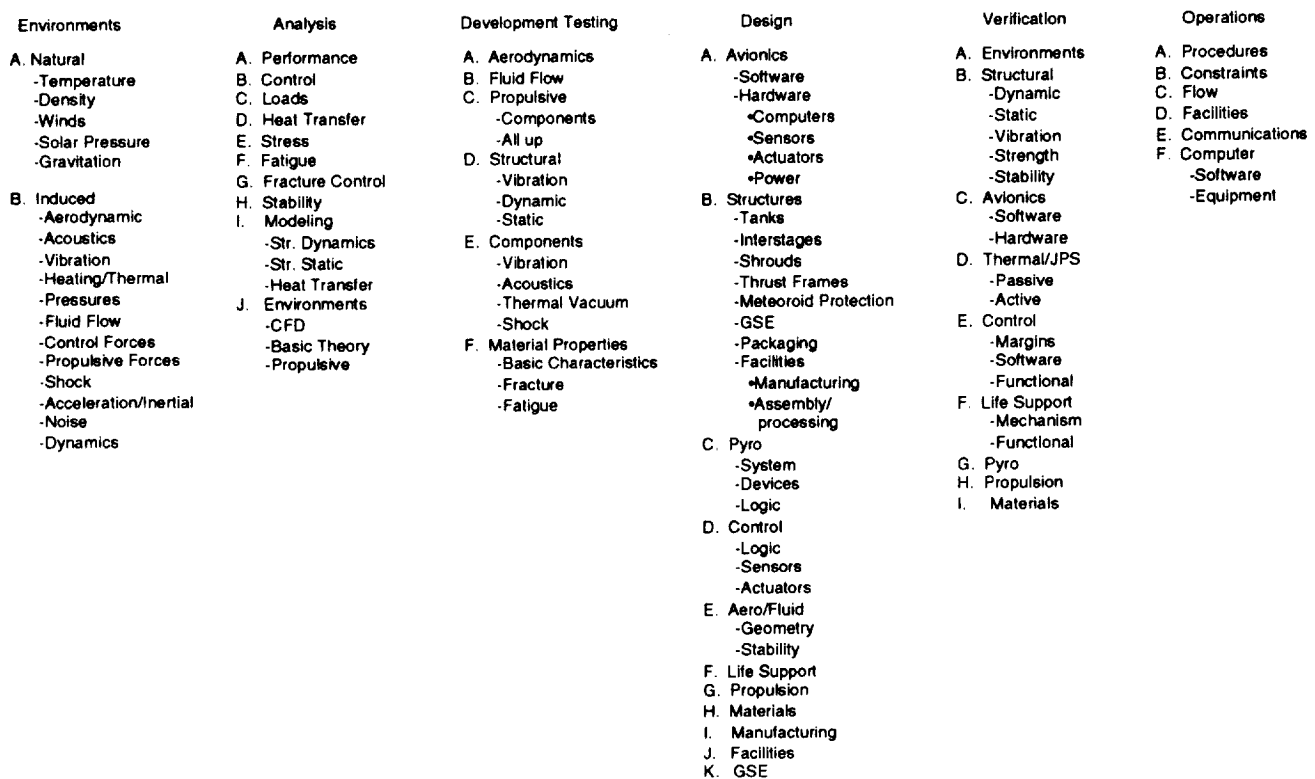 Environments
A. Natural
-Temperature
-Density
-Winds
-Solar Pressure
-Gravitation
B. Induced
-Aerodynamic
-Acoustics
-Vibration
-Heating/Thermal
-Pressures
-Fluid Flow
-Control Forces
-Propulsive Forces
-Shock
-Acceleration/Inertial
-Noise
-Dynamics
Analysis
A. Performance
B. Control
C. Loads
D. Heat Transfer
E. Stress
F. Fatigue
G. Fracture Control
H. Stability
I. Modeling
-Str. Dynamics
-Str. Static
-Heat Transfer
J. Environments
-CFD
-Basic Theory
-Propulsive
Development Testing
A. Aerodynamics
B. Fluid Flow
C. Propulsive
-Components
-All up
D. Structural
-Vibration
-Dynamic
-Static
E. Components
-Vibration
-Acoustics
-Thermal Vacuum
-Shock
F. Material Properties
-Basic Characteristics
-Fracture
-Fatigue
Design
A. Avionics
-Software
-Hardware
•Computers
•Sensors
•Actuators
•Power
B. Structures
-Tanks
-Interstages
-Shrouds
-Thrust Frames
-Meteoroid Protection
-GSE
-Packaging
-Facilities
•Manufacturing
•Assembly/
processing
C. Pyro
-System
-Devices
-Logic
D. Control
-Logic
-Sensors
-Actuators
E. Aero/Fluid
-Geometry
-Stability
F. Life Support
G. Propulsion
H. Materials
I. Manufacturing
J. Facilities
K. GSE
Verification
A. Environments
B. Structural
-Dynamic
-Static
-Vibration
-Strength
-Stability
C. Avionics
-Software
-Hardware
D. Thermal/JPS
-Passive
-Active
E. Control
-Margins
-Software
-Functional
F. Life Support
-Mechanism
-Functional
G. Pyro
H. Propulsion
I. Materials
Operations
A. Procedures
B. Constraints
C. Flow
D. Facilities
E. Communications
F. Computer
-Software
-Equipment